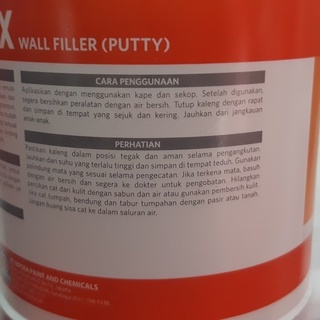 X WALL FILLER (PUTTY)
CARA PENGGUNAAN
Aplikasikan dengan menggunakan kape dan sekop. Setelah digunakan,
segera bersihkan peralatan dengan air bersih. Tutup kaleng dengan rapat
dan simpan di tempat yang sejuk dan kering. Jauhkan dari jangkauan
anak-anak.
PERHATIAN
Pastikan kaleng dalam posisi tegak dan aman selama pengangkutan.
Jauhkan dari suhu yang terlalu tinggi dan simpan di tempat teduh. Gunakan
pelindung mata yang sesuai selama pengecatan. Jika terkena mata, basuh
dengan air bersih dan segera ke dokter untuk pengobatan. Hilangkan
percikan cat dari kulit dengan sabun dan air atau gunakan pembersih kulit.
Jika cat tumpah, bendung dan tabur tumpahan dengan pasir atau tanah.
Jangan buang sisa cat ke dalam saluran air.
PAINT AND CHEMICALS